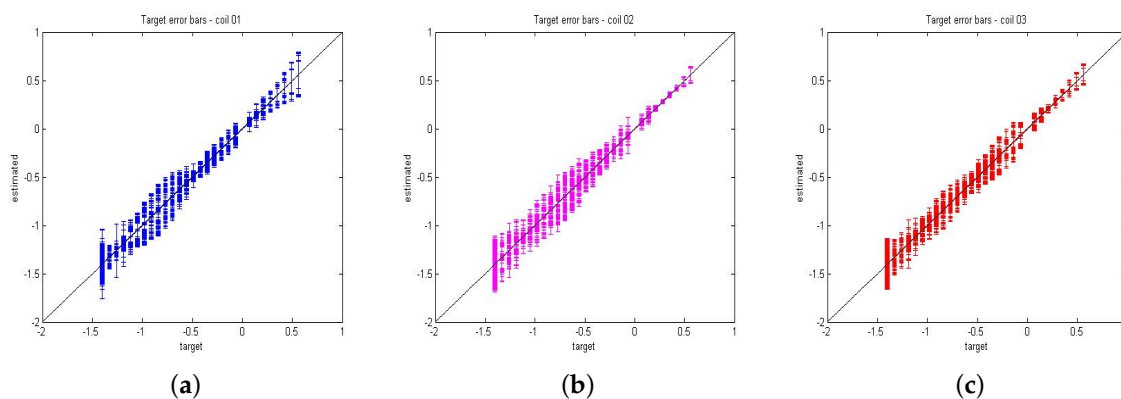 Target error bars - coil 01
1
0.5
0
-0.5
-1
-1.5
-2
estimated
-2 -1.5 -1 -0.5 0 0.5 1
target
(a)
Target error bars - coil 02
1
0.5
0
-0.5
-1
-1.5
-2
estimated
-2 -1.5 -1 -0.5 0 0.5 1
target
(b)
Target error bars - coil 03
1
0.5
0
-0.5
-1
-1.5
-2
estimated
-2 -1.5 -1 -0.5 0 0.5 1
target
(c)